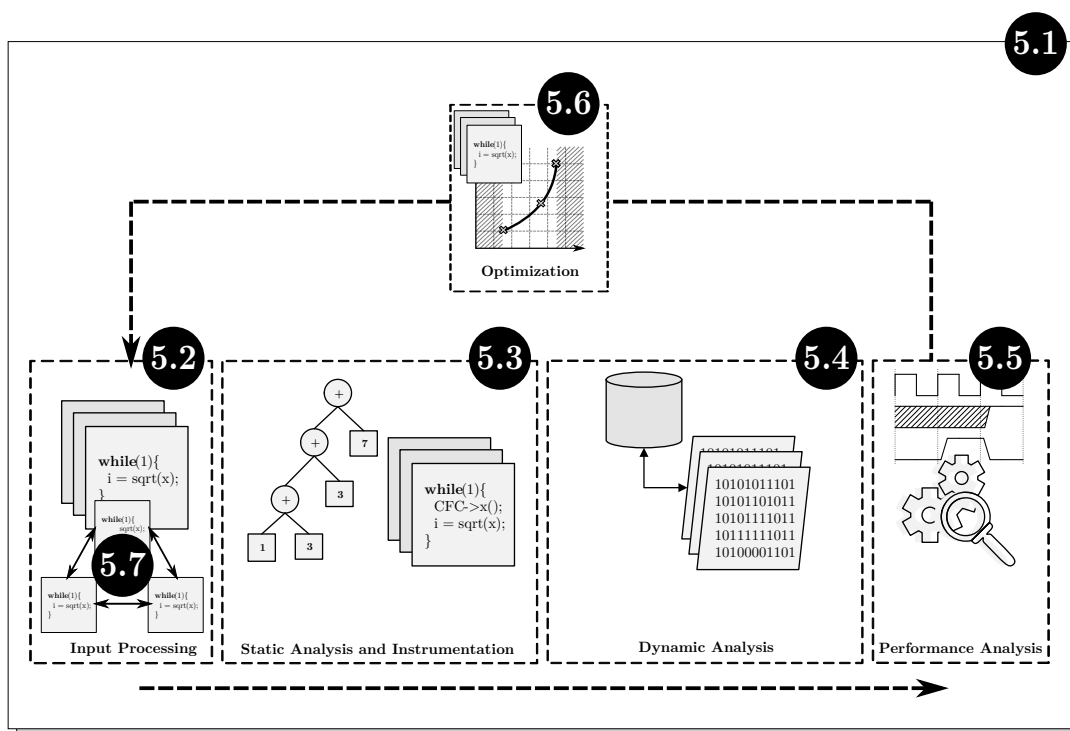 5.1
5.6
while(1){
i = sqrt(x);
}
Optimization
5.2
while(1){
i = sqrt(x);
}
while(1){
sqrt(x);
5.7
while(1){
i = sqrt(x);
}
while(1){
i = sqrt(x);
}
Input Processing
5.3
+
+
7
+
3
1
3
while(1){
CFC->x();
i = sqrt(x);
}
Static Analysis and Instrumentation
5.4
10101011101
10101011101
10101011101
10101101011
10101111011
10111111011
10100001101
Dynamic Analysis
5.5
Performance Analysis